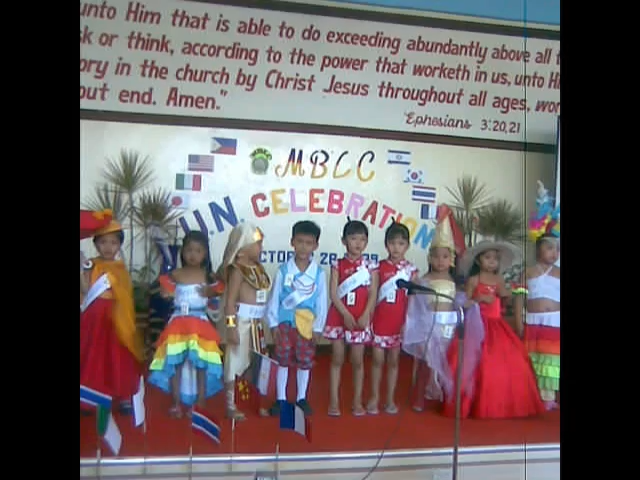 unto Him that is able to do exceeding abundantly above all t
sk or think, according to the power that worketh in us, unto Hi
ory in the church by Christ Jesus throughout all ages, wor
out end. Amen."
Ephesians 3:20,21
MBCC
U.N. CELEBRATION